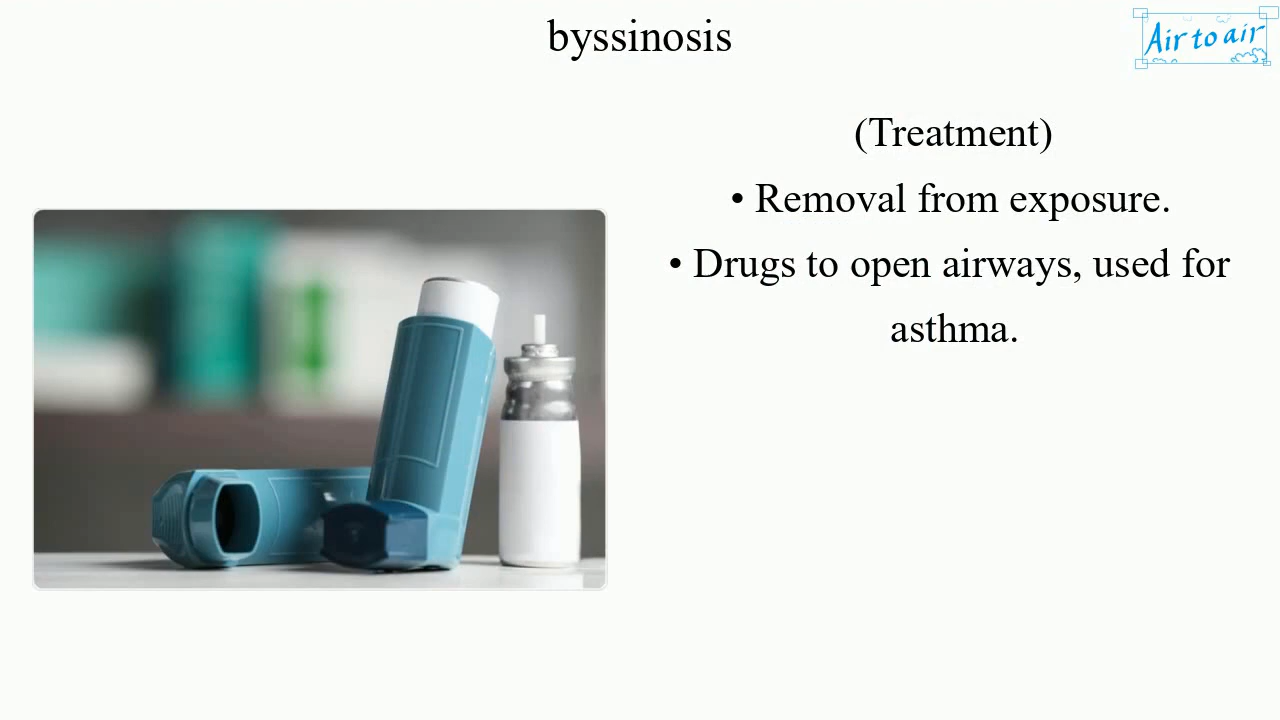 byssinosis
Air to air
(Treatment)
• Removal from exposure.
• Drugs to open airways, used for
asthma.